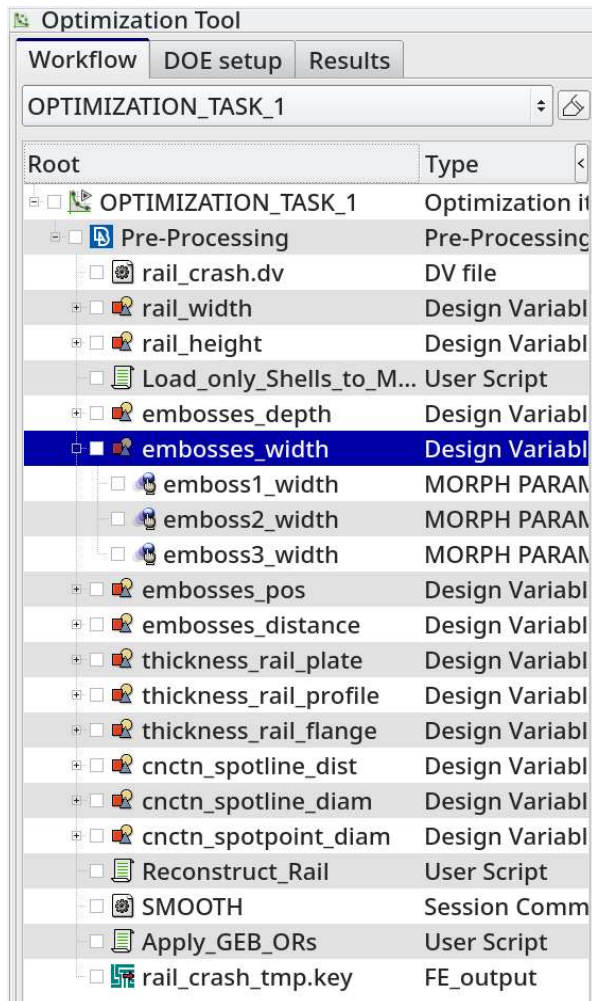 Optimization Tool
Workflow DOE setup Results
OPTIMIZATION_TASK_1
Root Type <
OPTIMIZATION_TASK_1 Optimization it
Pre-Processing Pre-Processing
rail_crash.dv DV file
rail_width Design Variabl
rail_height Design Variabl
Load_only_Shells_to_M... User Script
embosses_depth Design Variabl
embosses_width Design Variabl
emboss1_width MORPH PARAM
emboss2_width MORPH PARAM
emboss3_width MORPH PARAM
embosses_pos Design Variabl
embosses_distance Design Variabl
thickness_rail_plate Design Variabl
thickness_rail_profile Design Variabl
thickness_rail_flange Design Variabl
cnctn_spotline_dist Design Variabl
cnctn_spotline_diam Design Variabl
cnctn_spotpoint_diam Design Variabl
Reconstruct_Rail User Script
SMOOTH Session Comm
Apply_GEB_ORs User Script
rail_crash_tmp.key FE_output